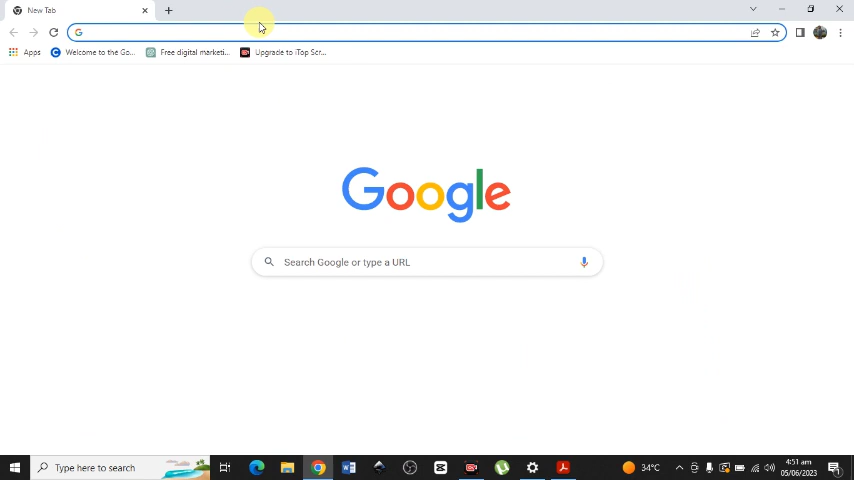 New Tab
Apps
Welcome to the Go...
Free digital marketi...
Upgrade to iTop Scr...
Google
Search Google or type a URL
Type here to search
34°C
4:51 am
05/06/2023